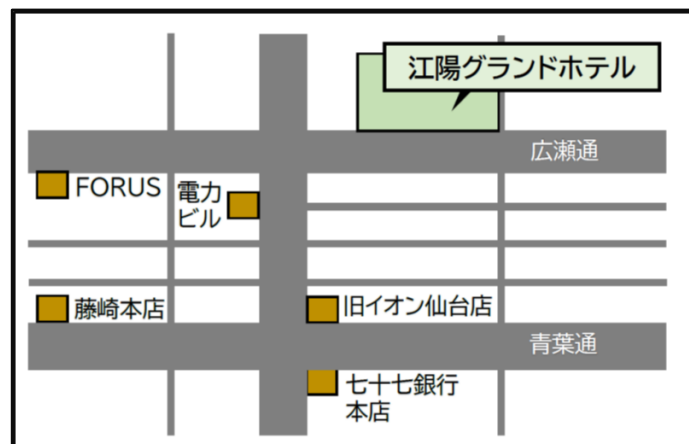 江陽グランドホテル
広瀬通
FORUS
電力
ビル
藤崎本店
旧イオン仙台店
青葉通
七十七銀行
本店